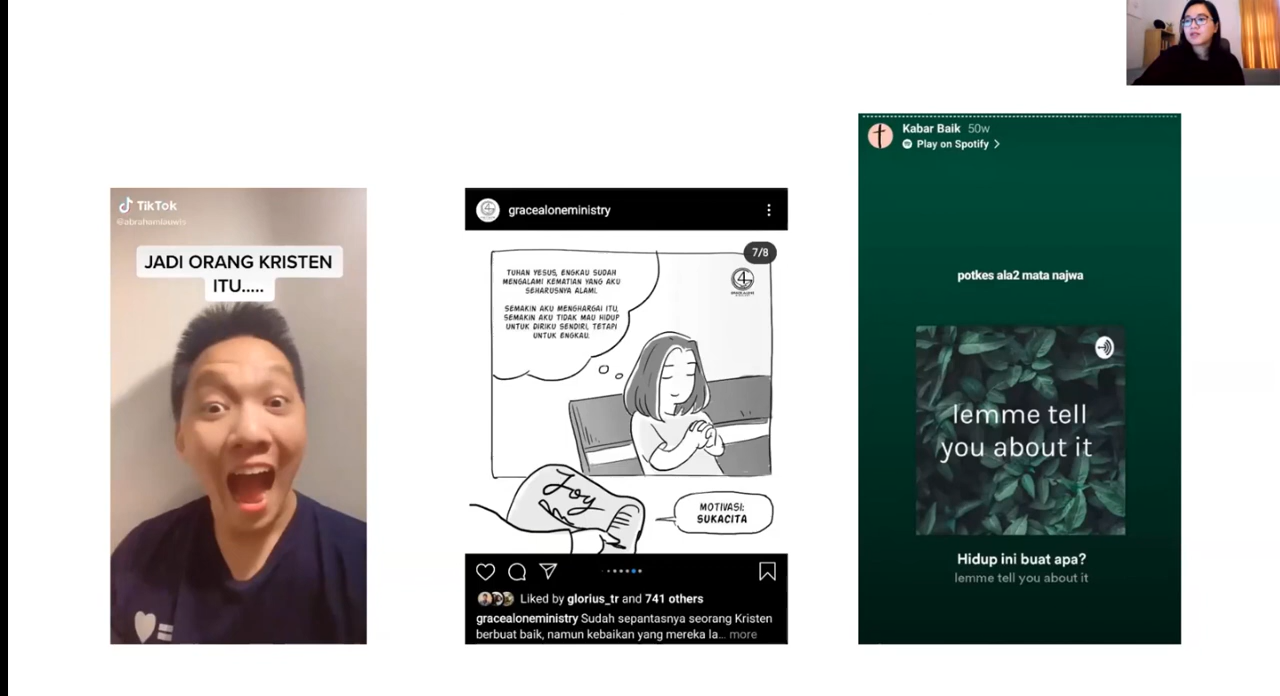 TikTok
JADI ORANG KRISTEN
ITU.....
gracealoneministry
7/8
TUHAN YESUS, ENGKAU SUDAH
MENGALAMI KEMATIAN YANG AKU
SEHARUSNYA ALAMI.
SEMAKIN AKU MENGHARGAI ITU,
SEMAKIN AKU TIDAK MAU HIDUP
UNTUK DIRIKU SENDIRI, TETAPI
UNTUK ENGKAU.
Joy
MOTIVASI:
SUKACITA
Liked by glorius_tr and 741 others
gracealoneministry Sudah sepantasnya seorang Kristen
berbuat baik, namun kebaikan yang mereka la... more
Kabar Baik 50w
Play on Spotify
potkes ala2 mata najwa
lemme tell
you about it
Hidup ini buat apa?
lemme tell you about it